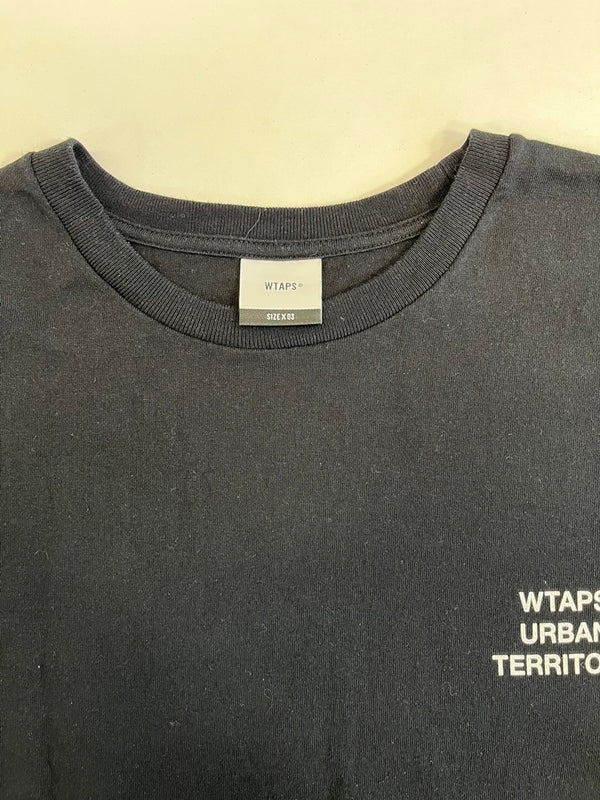 WTAPS®
SIZE X 03
WTAPS
URBAN
TERRITO